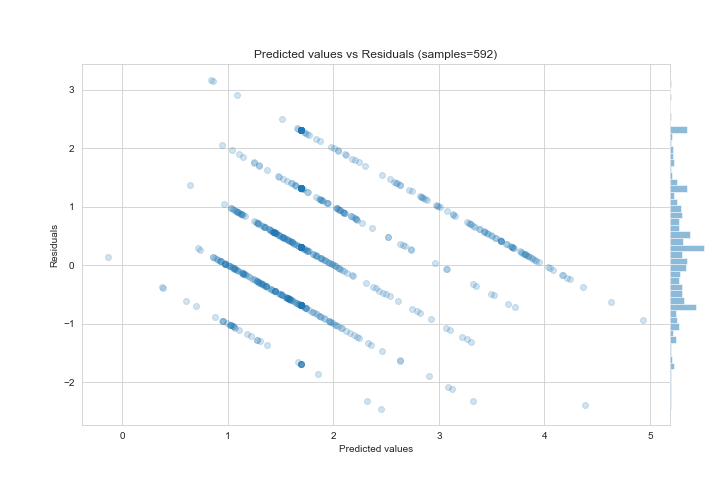 Predicted values vs Residuals (samples=592)
3
2
1
0
−1
−2
Residuals
0 1 2 3 4 5
Predicted values